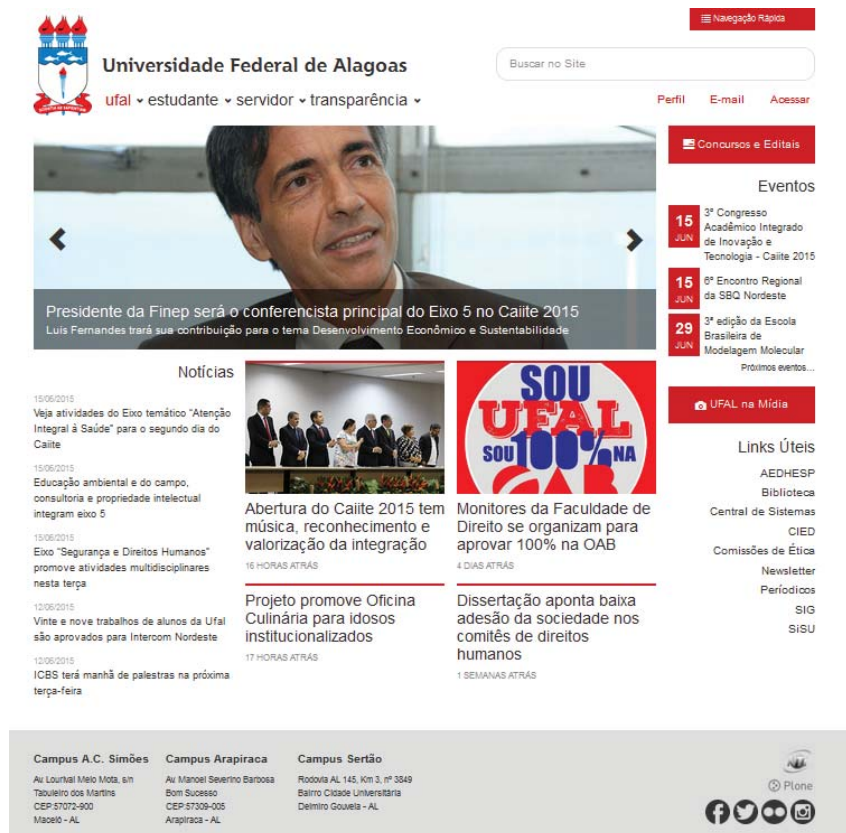 Navegação Rápida
Universidade Federal de Alagoas
Buscar no Site
ufal estudante servidor transparência
Perfil E-mail Acessar
Concursos e Editais
Presidente da Finep será o conferencista principal do Eixo 5 no Caiite 2015
Luis Fernandes trará sua contribuição para o tema Desenvolvimento Econômico e Sustentabilidade
Eventos
15
JUN
3º Congresso
Acadêmico Integrado
de Inovação e
Tecnologia - Caiite 2015
15
JUN
6º Encontro Regional
da SBQ Nordeste
29
JUN
3ª edição da Escola
Brasileira de
Modelagem Molecular
Próximos eventos...
Notícias
15/06/2015
Veja atividades do Eixo temático "Atenção
Integral à Saúde" para o segundo dia do
Caiite
15/06/2015
Educação ambiental e do campo,
consultoria e propriedade intelectual
integram eixo 5
15/06/2015
Eixo "Segurança e Direitos Humanos"
promove atividades multidisciplinares
nesta terça
12/06/2015
Vinte e nove trabalhos de alunos da Ufal
são aprovados para Intercom Nordeste
12/06/2015
ICBS terá manhã de palestras na próxima
terça-feira
Abertura do Caiite 2015 tem
música, reconhecimento e
valorização da integração
16 HORAS ATRÁS
SOU
UFAL
SOU 100% NA
OAB
Monitores da Faculdade de
Direito se organizam para
aprovar 100% na OAB
4 DIAS ATRÁS
Projeto promove Oficina
Culinária para idosos
institucionalizados
17 HORAS ATRÁS
Dissertação aponta baixa
adesão da sociedade nos
comitês de direitos
humanos
1 SEMANAS ATRÁS
UFAL na Mídia
Links Úteis
AEDHESP
Biblioteca
Central de Sistemas
CIED
Comissões de Ética
Newsletter
Periódicos
SIG
SiSU
Campus A.C. Simões
Av. Lourival Melo Mota, s/n
Tabuleiro dos Martins
CEP:57072-900
Maceió - AL
Campus Arapiraca
Av. Manoel Severino Barbosa
Bom Sucesso
CEP:57309-005
Arapiraca - AL
Campus Sertão
Rodovia AL 145, Km 3, nº 3849
Bairro Cidade Universitária
Delmiro Gouveia - AL
Plone